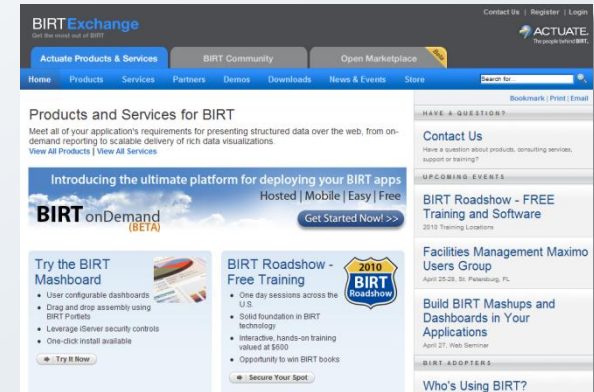 Contact Us | Register | Login
BIRTExchange
Get the most out of BIRT
ACTUATE.
The people behind BIRT.
Actuate Products & Services
BIRT Community
Open Marketplace
Beta
Home
Products
Services
Partners
Demos
Downloads
News & Events
Store
Search for...
Bookmark | Print | Email
Products and Services for BIRT
Meet all of your application's requirements for presenting structured data over the web, from on-
demand reporting to scalable delivery of rich data visualizations.
View All Products | View All Services
Introducing the ultimate platform for deploying your BIRT apps
Hosted | Mobile | Easy | Free
BIRT onDemand
(BETA)
Get Started Now! >>
Try the BIRT
Mashboard
User configurable dashboards
Drag and drop assembly using
BIRT Portlets
Leverage iServer security controls
One-click install available
Try It Now
BIRT Roadshow -
Free Training
One day sessions across the
U.S.
Solid foundation in BIRT
technology
Interactive, hands-on training
valued at $600
Opportunity to win BIRT books
Secure Your Spot
2010
BIRT
Roadshow
HAVE A QUESTION?
Contact Us
Have a question about products, consulting services,
support or training?
UPCOMING EVENTS
BIRT Roadshow - FREE
Training and Software
2010 Training Locations
Facilities Management Maximo
Users Group
April 25-28, St. Petersburg, FL
Build BIRT Mashups and
Dashboards in Your
Applications
April 27, Web Seminar
BIRT ADOPTERS
Who's Using BIRT?